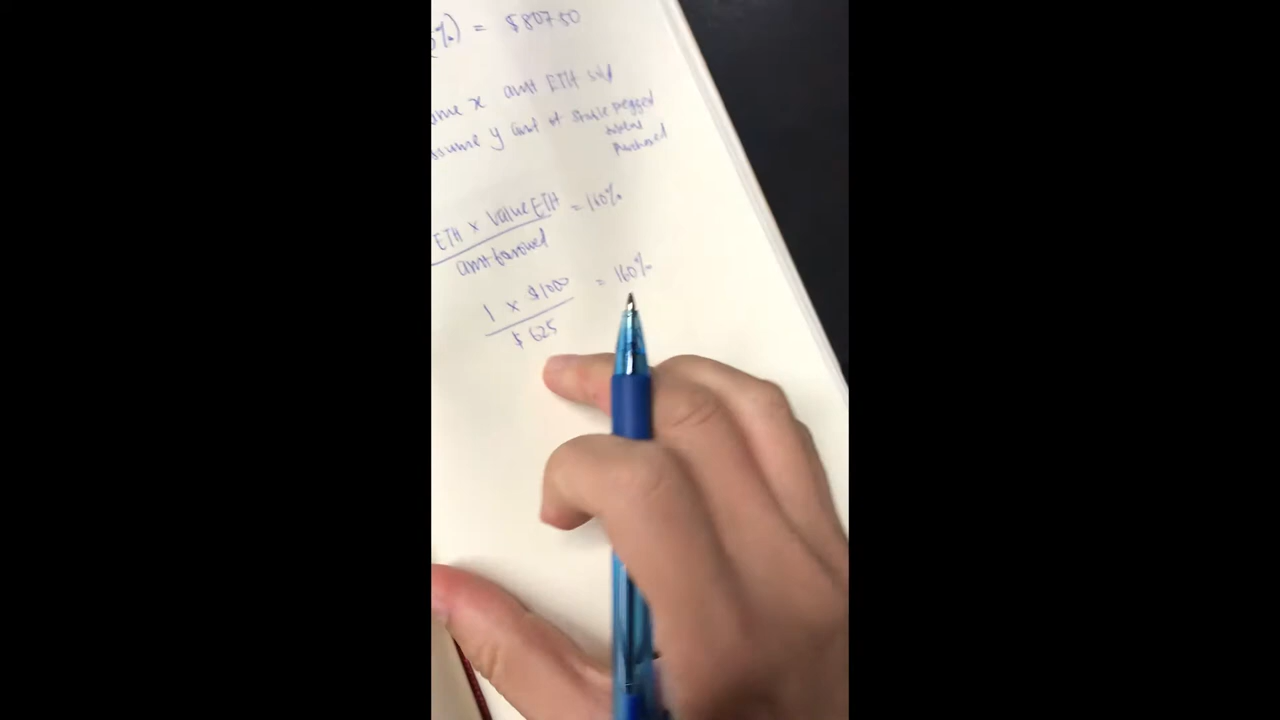 %) = $807.50
ume x amt ETH sold
ssume y amt of stable pegged
tokens
purchased
ETH x Value ETH = 160%
amt borrowed
1 x $1000 = 160%
$625